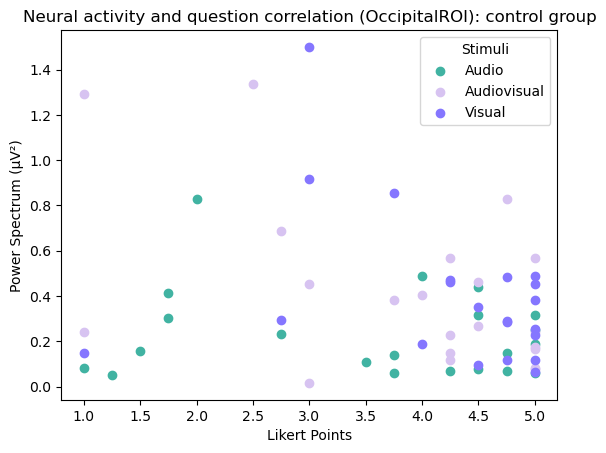 Neural activity and question correlation (OccipitalROI): control group
Stimuli
Audio
Audiovisual
Visual
Power Spectrum (μV²)
1.4
1.2
1.0
0.8
0.6
0.4
0.2
0.0
1.0 1.5 2.0 2.5 3.0 3.5 4.0 4.5 5.0
Likert Points